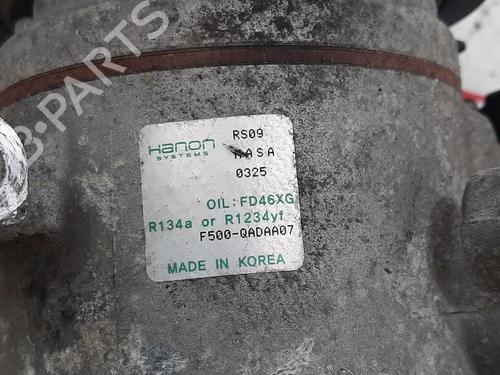 Hanon
SYSTEMS
RS09
0325
OIL: FD46XG
R134a or R1234yf
F500-QADAA07
MADE IN KOREA
B-PARTS